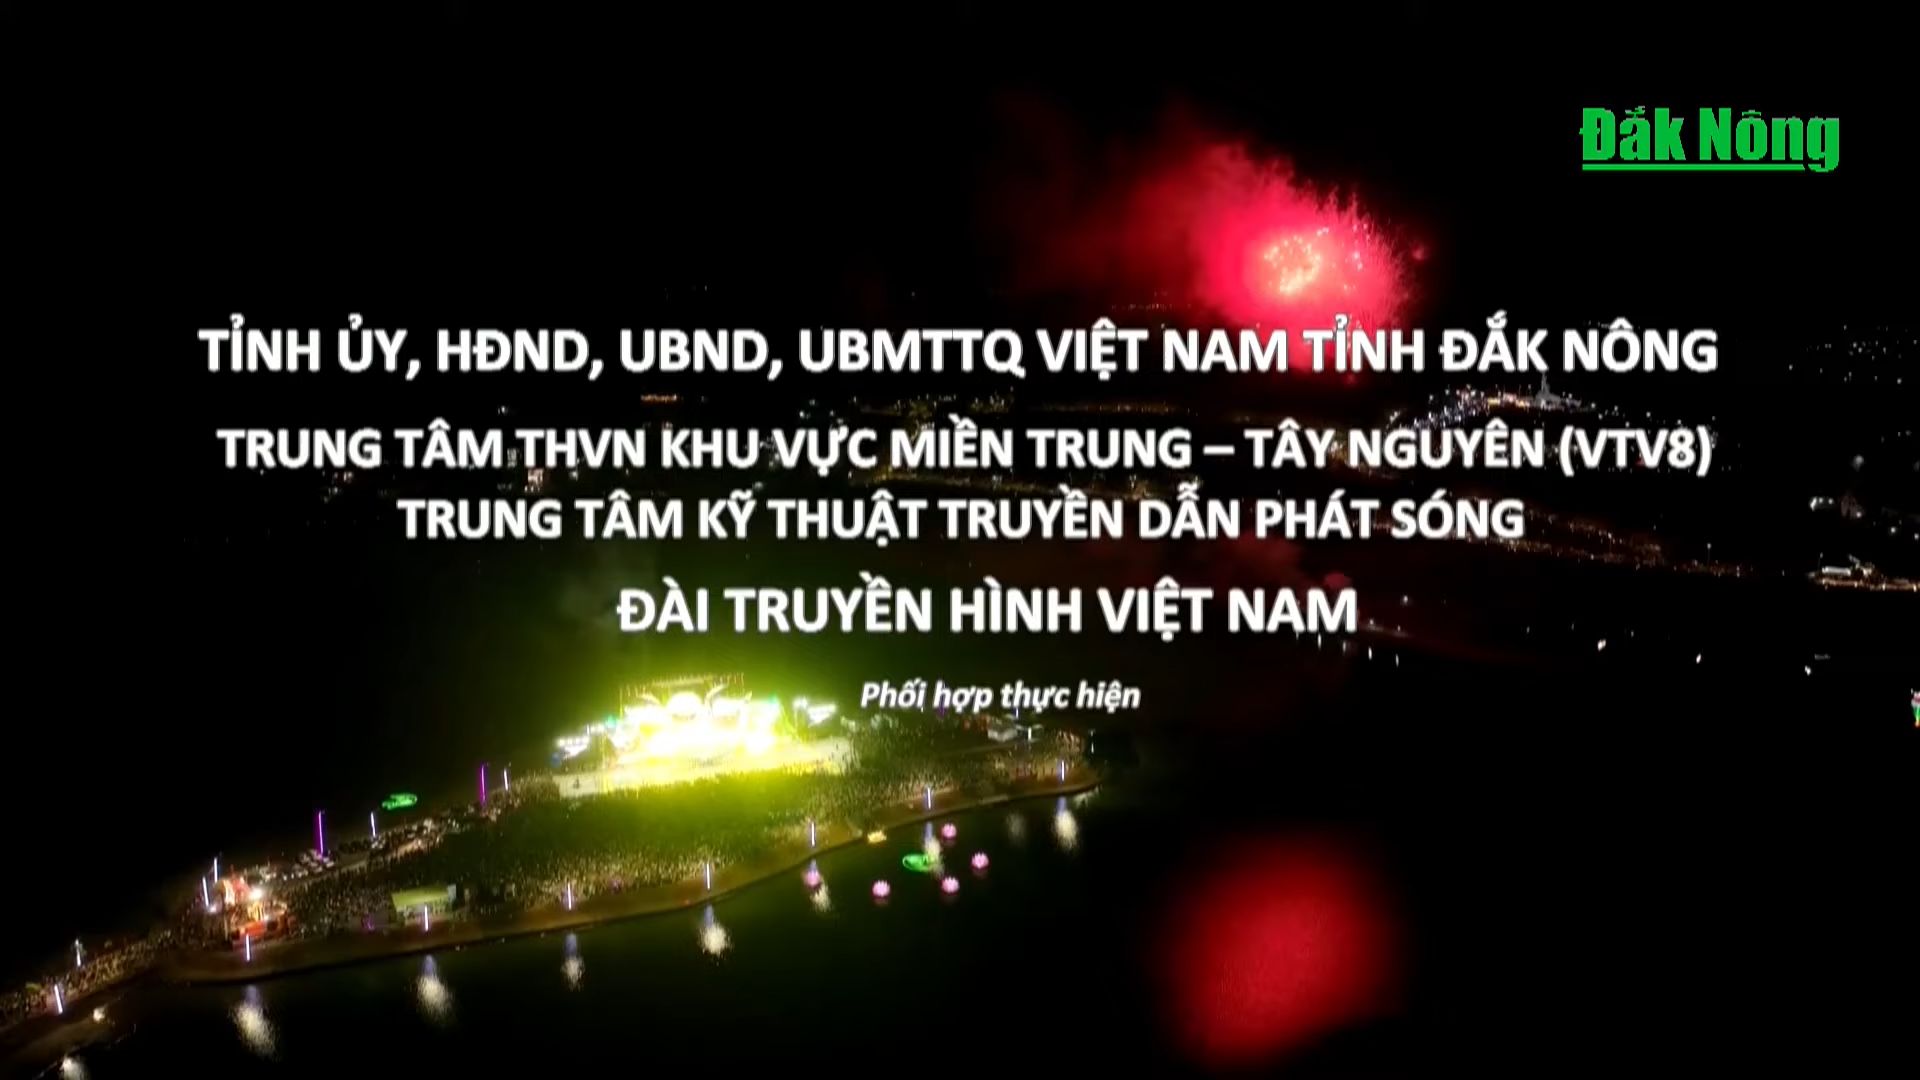 Đắk Nông
TỈNH ỦY, HĐND, UBND, UBMTTQ VIỆT NAM TỈNH ĐẮK NÔNG
TRUNG TÂM THVN KHU VỰC MIỀN TRUNG – TÂY NGUYÊN (VTV8)
TRUNG TÂM KỸ THUẬT TRUYỀN DẪN PHÁT SÓNG
ĐÀI TRUYỀN HÌNH VIỆT NAM
Phối hợp thực hiện